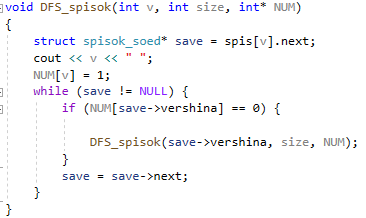 void DFS_spisok(int v, int size, int* NUM)
{
    struct spisok_soed* save = spis[v].next;
    cout << v << " ";
    NUM[v] = 1;
    while (save != NULL) {
        if (NUM[save->vershina] == 0) {
            DFS_spisok(save->vershina, size, NUM);
        }
        save = save->next;
    }
}